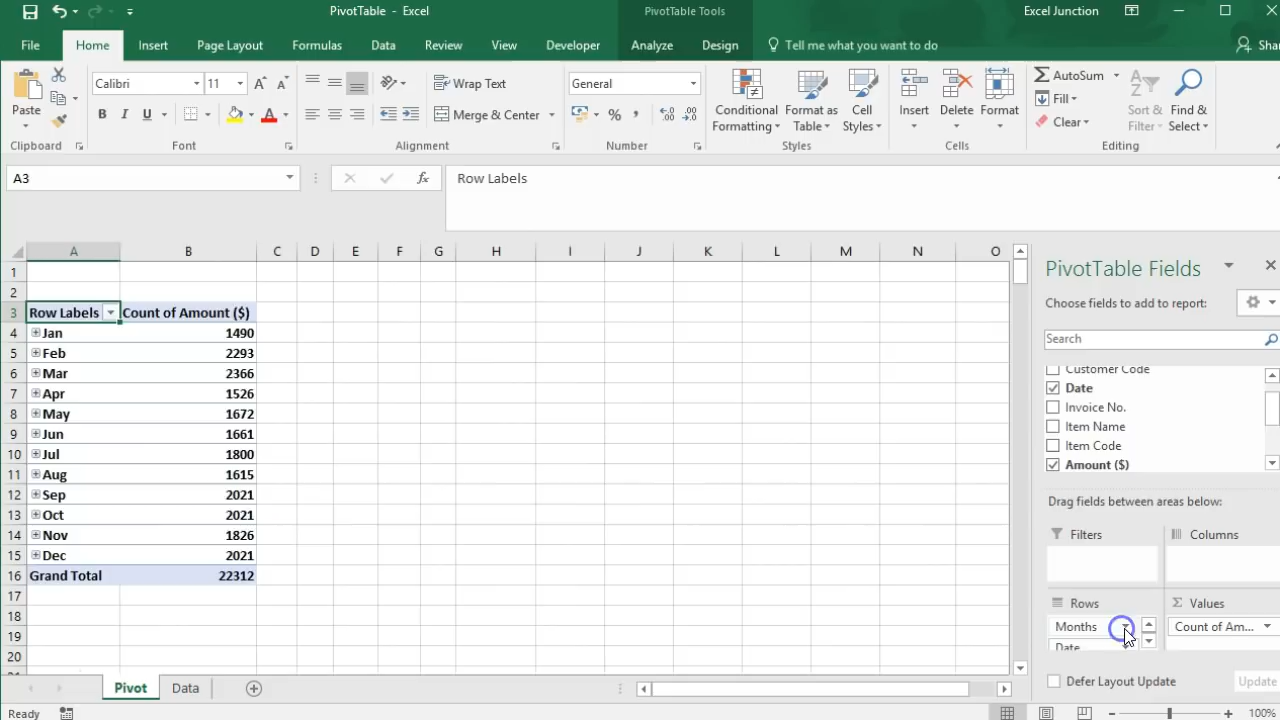 PivotTable - Excel
PivotTable Tools
Excel Junction
File Home Insert Page Layout Formulas Data Review View Developer Analyze Design Tell me what you want to do Sha
Paste
Calibri 11
B I U
Wrap Text
Merge & Center
General
% ,
Conditional Formatting
Format as Table
Cell Styles
Insert
Delete
Format
AutoSum
Fill
Clear
Sort & Filter
Find & Select
Clipboard Font Alignment Number Styles Cells Editing
A3 fx Row Labels
A B C D E F G H I J K L M N O
1
2
3 Row Labels Count of Amount ($)
4 Jan 1490
5 Feb 2293
6 Mar 2366
7 Apr 1526
8 May 1672
9 Jun 1661
10 Jul 1800
11 Aug 1615
12 Sep 2021
13 Oct 2021
14 Nov 1826
15 Dec 2021
16 Grand Total 22312
17
18
19
20
PivotTable Fields
Choose fields to add to report:
Search
Customer Code
Date
Invoice No.
Item Name
Item Code
Amount ($)
Drag fields between areas below:
Filters Columns
Rows Σ Values
Months Count of Am...
Date
Defer Layout Update Update
Pivot Data
Ready 100%